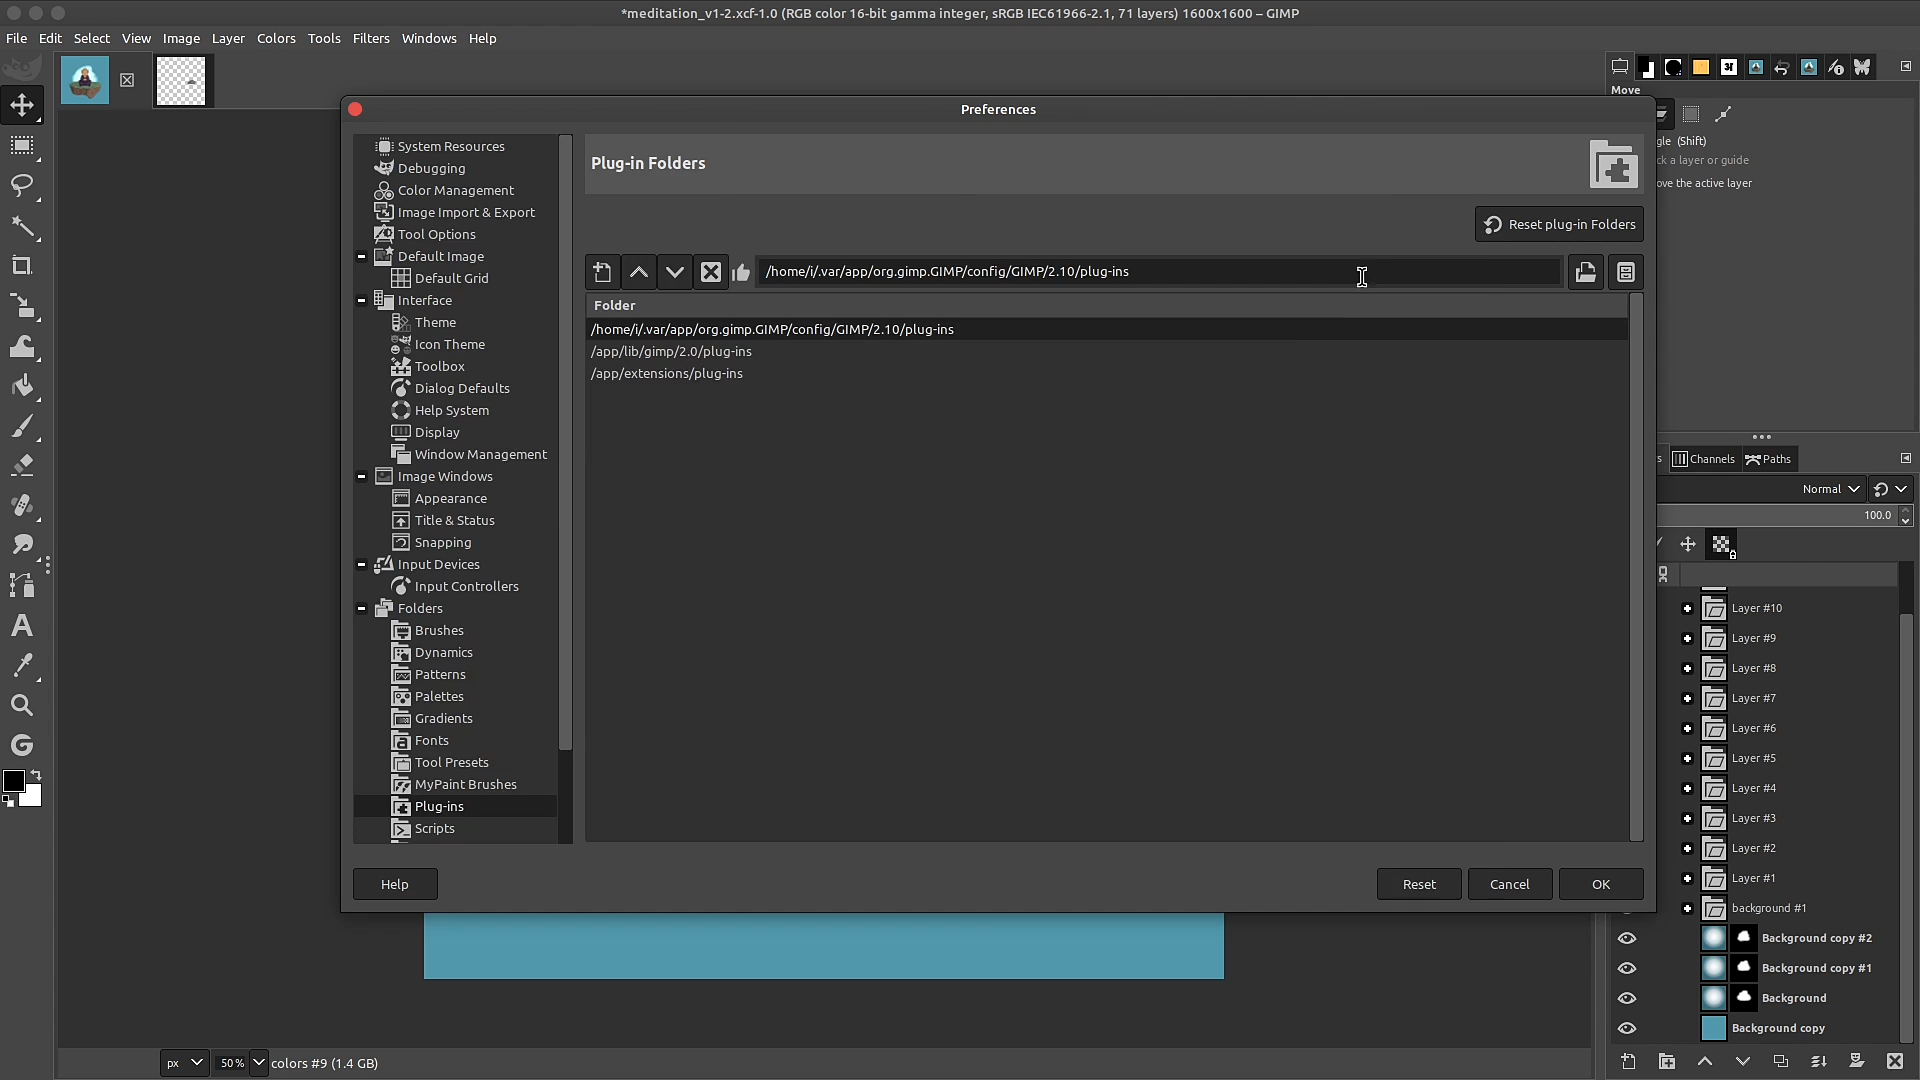 *meditation_v1-2.xcf-1.0 (RGB color 16-bit gamma integer, sRGB IEC61966-2.1, 71 layers) 1600x1600 – GIMP
File Edit Select View Image Layer Colors Tools Filters Windows Help
Move
Preferences
System Resources
Debugging
Color Management
Image Import & Export
Tool Options
Default Image
Default Grid
Interface
Theme
Icon Theme
Toolbox
Dialog Defaults
Help System
Display
Window Management
Image Windows
Appearance
Title & Status
Snapping
Input Devices
Input Controllers
Folders
Brushes
Dynamics
Patterns
Palettes
Gradients
Fonts
Tool Presets
MyPaint Brushes
Plug-ins
Scripts
Plug-in Folders
Reset plug-in Folders
/home/i/.var/app/org.gimp.GIMP/config/GIMP/2.10/plug-ins
Folder
/home/i/.var/app/org.gimp.GIMP/config/GIMP/2.10/plug-ins
/app/lib/gimp/2.0/plug-ins
/app/extensions/plug-ins
Help
Reset Cancel OK
gle (Shift)
ck a layer or guide
ove the active layer
s Channels Paths
Normal
100.0
Layer #10
Layer #9
Layer #8
Layer #7
Layer #6
Layer #5
Layer #4
Layer #3
Layer #2
Layer #1
background #1
Background copy #2
Background copy #1
Background
Background copy
px 50% colors #9 (1.4 GB)